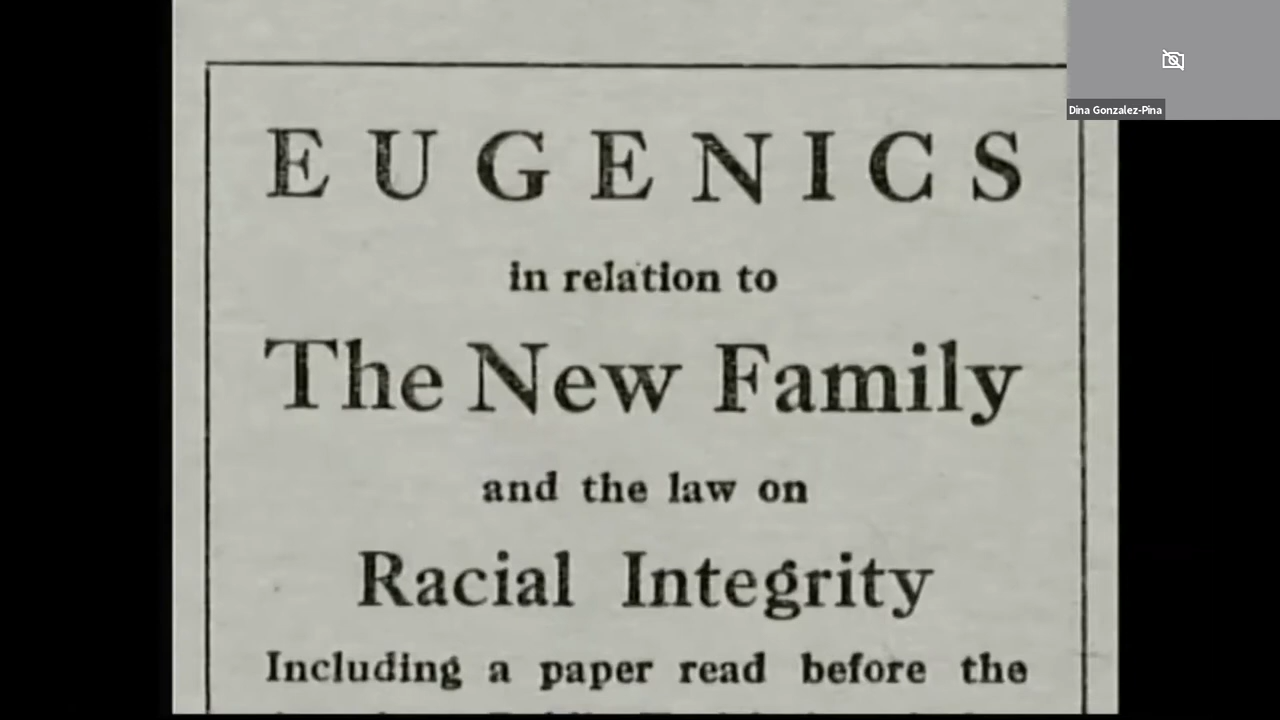 EUGENICS
in relation to
The New Family
and the law on
Racial Integrity
Including a paper read before the
Dina Gonzalez-Pina